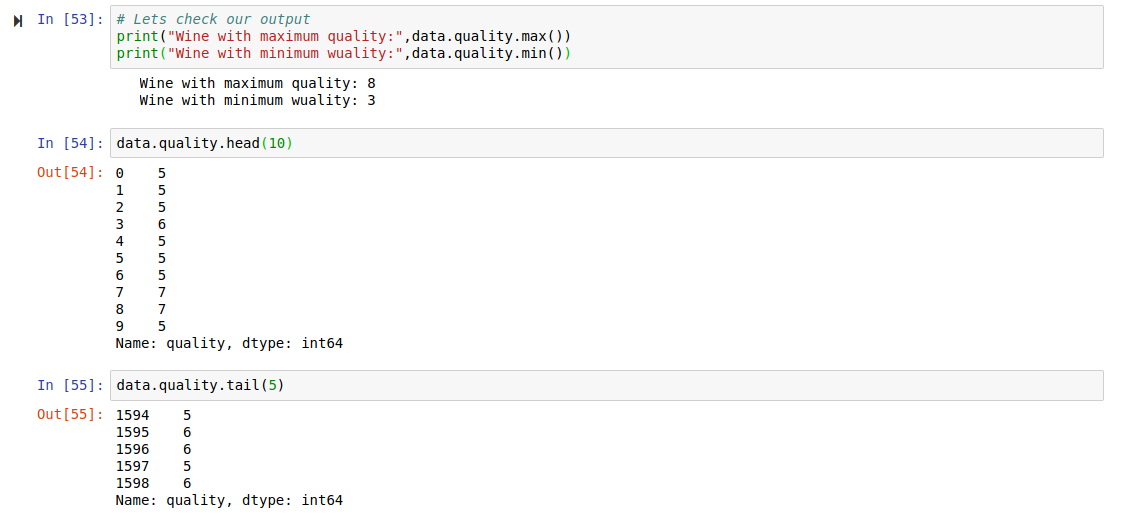 In [53]: # Lets check our output
print("Wine with maximum quality:",data.quality.max())
print("Wine with minimum wuality:",data.quality.min())
Wine with maximum quality: 8
Wine with minimum wuality: 3
In [54]: data.quality.head(10)
Out[54]: 0    5
1    5
2    5
3    6
4    5
5    5
6    5
7    7
8    7
9    5
Name: quality, dtype: int64
In [55]: data.quality.tail(5)
Out[55]: 1594    5
1595    6
1596    6
1597    5
1598    6
Name: quality, dtype: int64